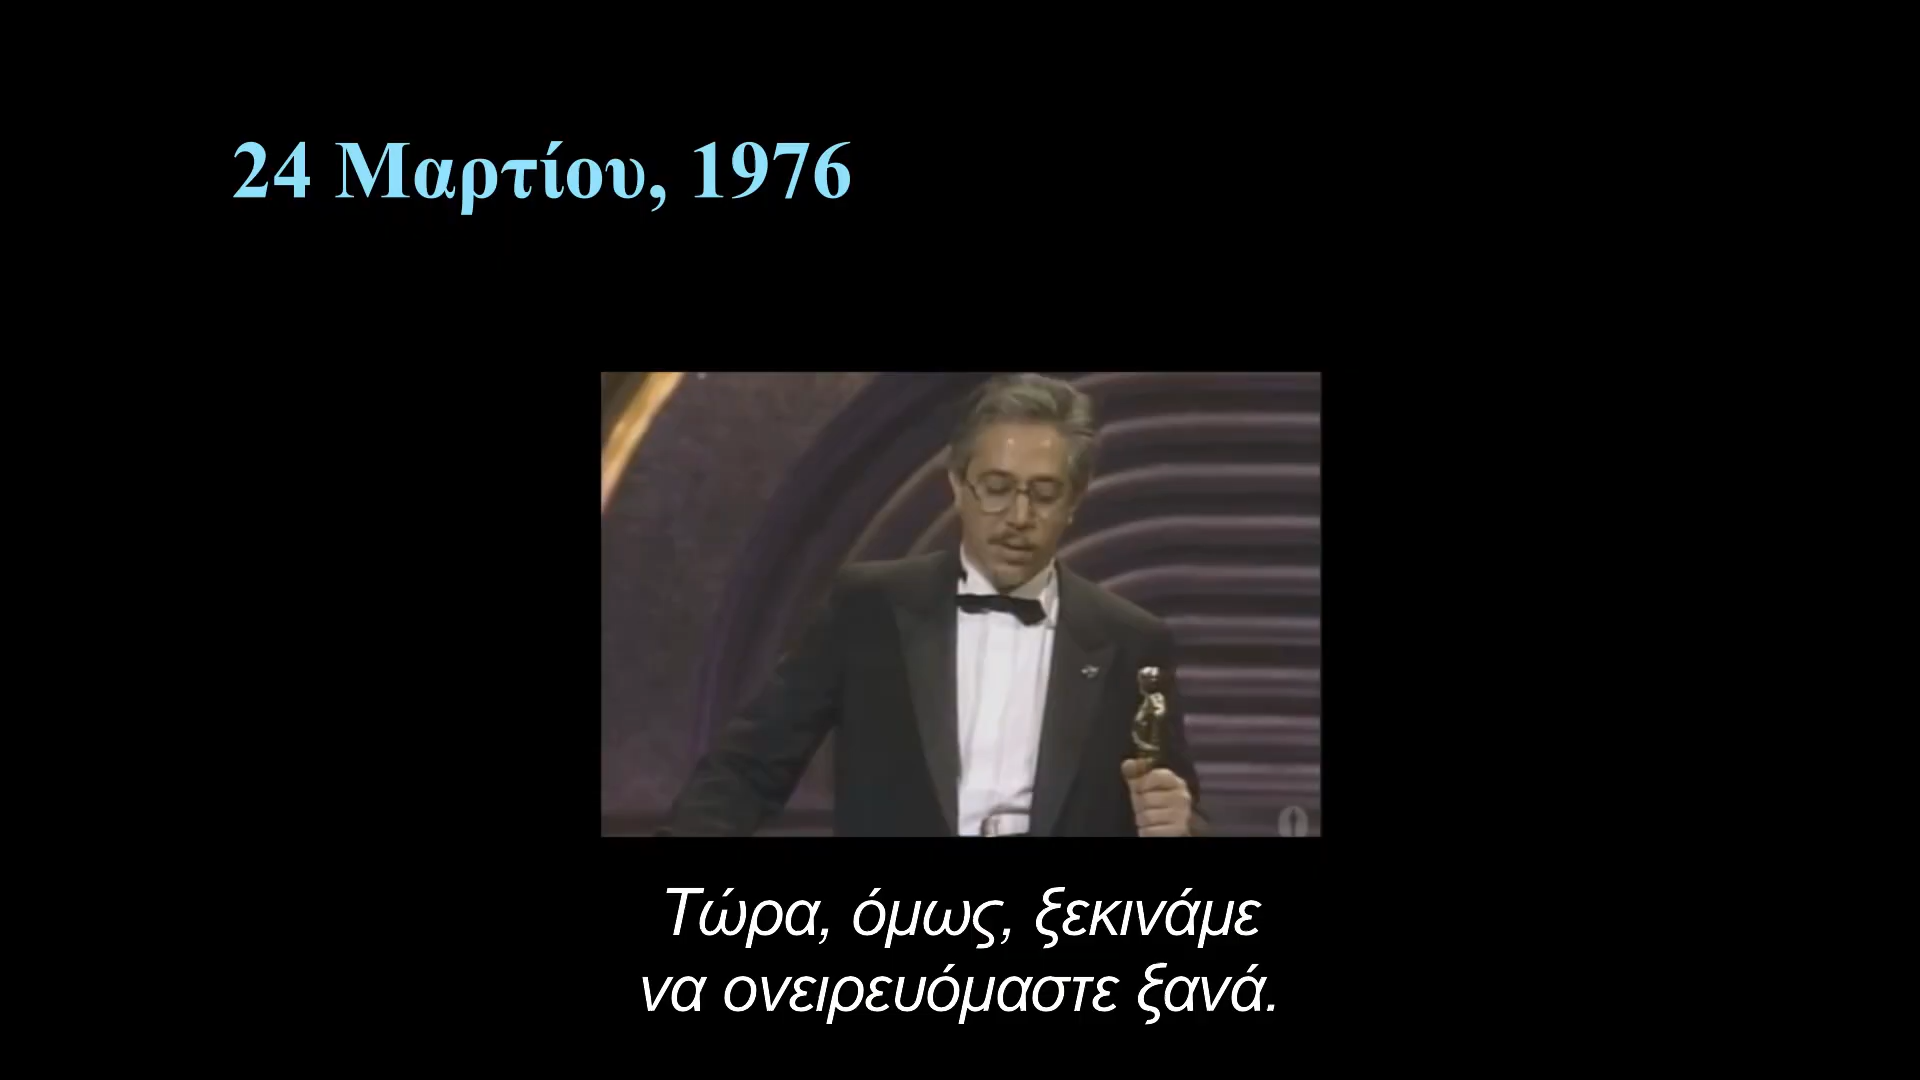 24 Μαρτίου, 1976
Τώρα, όμως, ξεκινάμε
να ονειρευόμαστε ξανά.